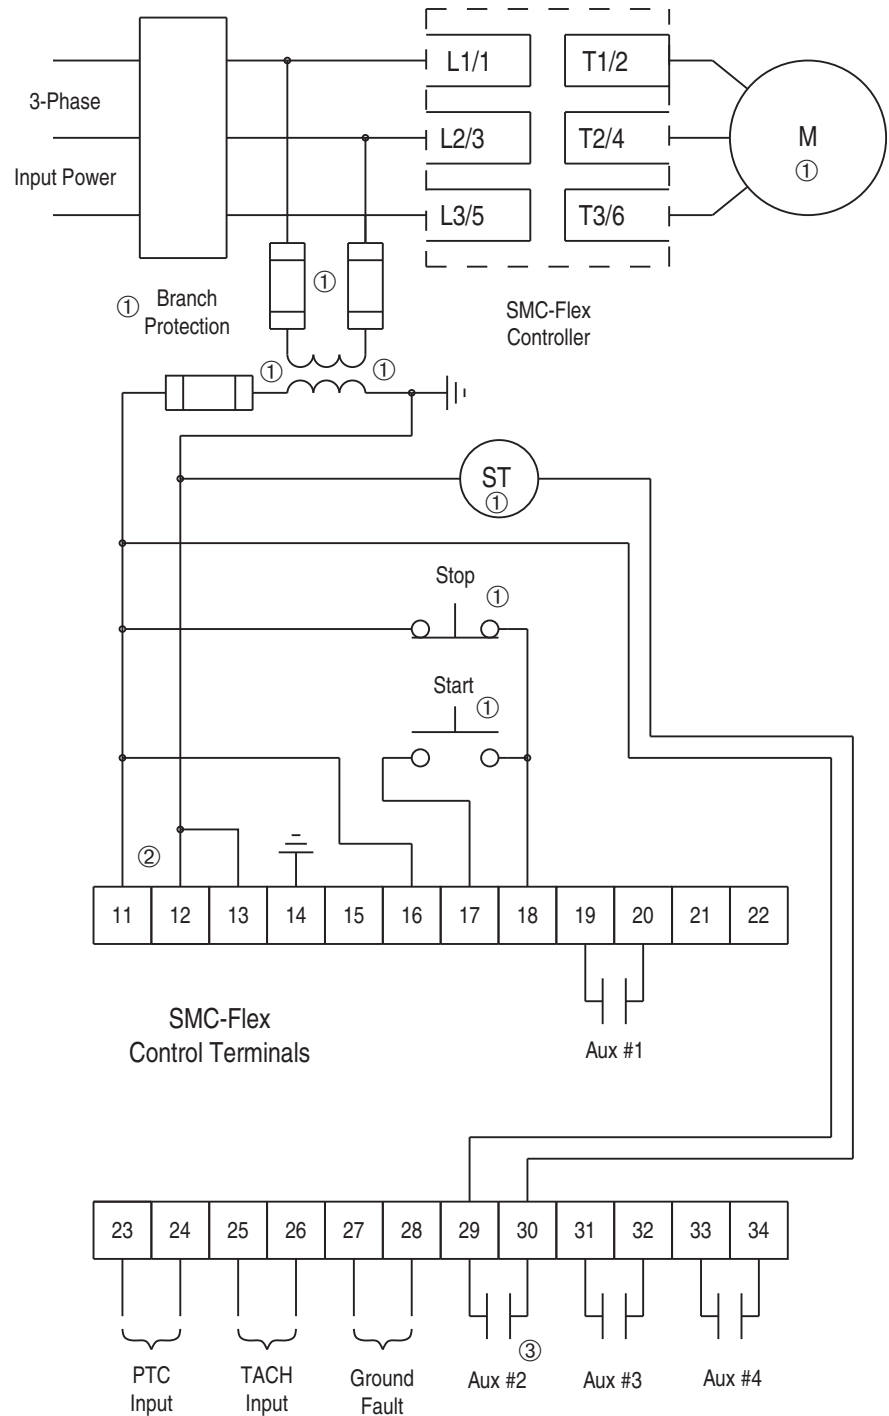 L1/1 T1/2
3-Phase
L2/3 T2/4 M
①
Input Power
L3/5 T3/6
①
① Branch
Protection
SMC-Flex
Controller
① ①
ST
①
Stop
①
Start
①
②
11 12 13 14 15 16 17 18 19 20 21 22
SMC-Flex
Control Terminals
Aux #1
23 24 25 26 27 28 29 30 31 32 33 34
③
PTC
Input
TACH
Input
Ground
Fault
Aux #2
Aux #3
Aux #4